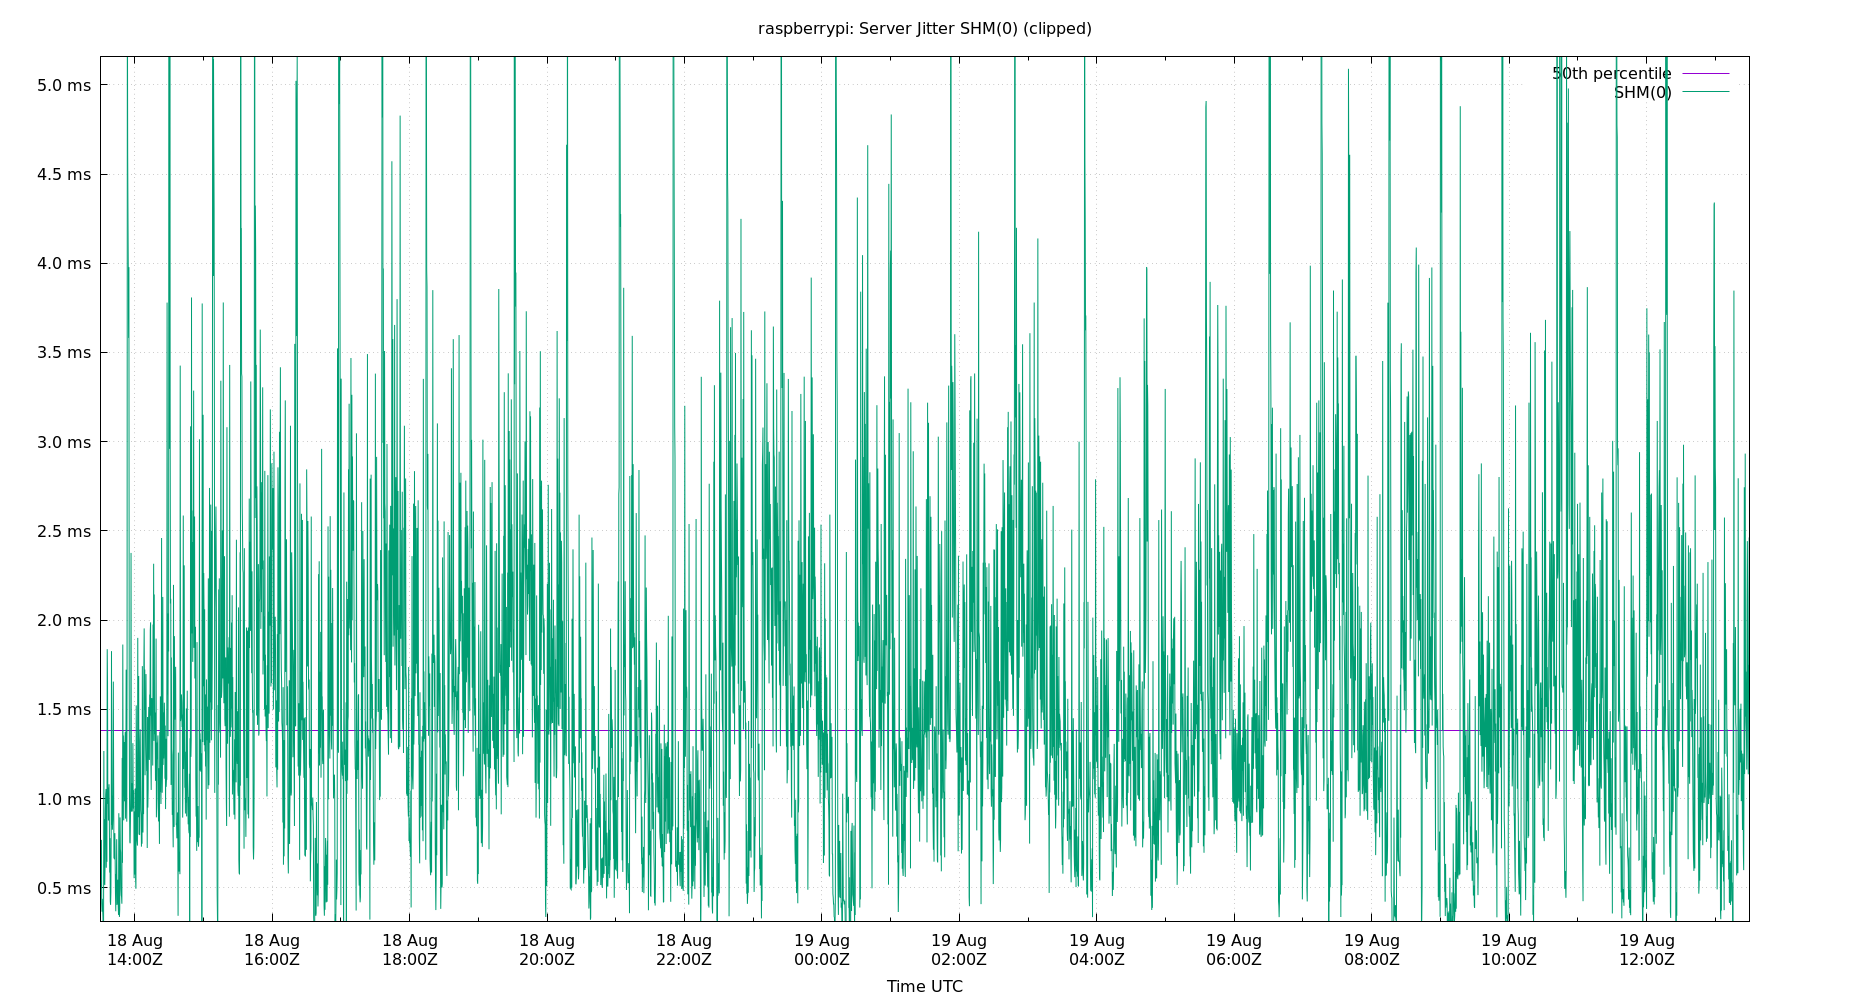 raspberrypi: Server Jitter SHM(0) (clipped)
50th percentile
SHM(0)
5.0 ms
4.5 ms
4.0 ms
3.5 ms
3.0 ms
2.5 ms
2.0 ms
1.5 ms
1.0 ms
0.5 ms
18 Aug 18 Aug 18 Aug 18 Aug 18 Aug 19 Aug 19 Aug 19 Aug 19 Aug 19 Aug 19 Aug 19 Aug
14:00Z 16:00Z 18:00Z 20:00Z 22:00Z 00:00Z 02:00Z 04:00Z 06:00Z 08:00Z 10:00Z 12:00Z
Time UTC